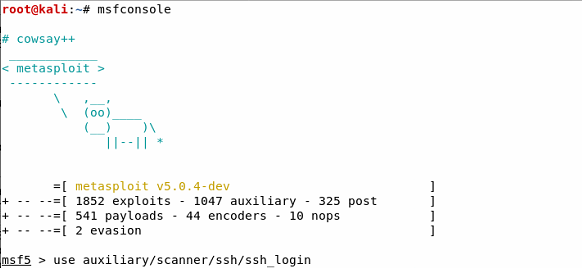 root@kali:~# msfconsole
# cowsay++
 ____________
< metasploit >
 ------------
       \   ,__,
        \  (oo)____
           (__)    )\
              ||--|| *
       =[ metasploit v5.0.4-dev                           ]
+ -- --=[ 1852 exploits - 1047 auxiliary - 325 post       ]
+ -- --=[ 541 payloads - 44 encoders - 10 nops            ]
+ -- --=[ 2 evasion                                       ]
msf5 > use auxiliary/scanner/ssh/ssh_login